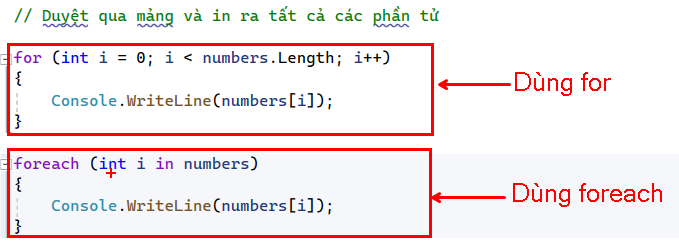 // Duyệt qua mảng và in ra tất cả các phần tử
for (int i = 0; i < numbers.Length; i++)
{
Console.WriteLine(numbers[i]);
}
Dùng for
foreach (int i in numbers)
{
Console.WriteLine(numbers[i]);
}
Dùng foreach